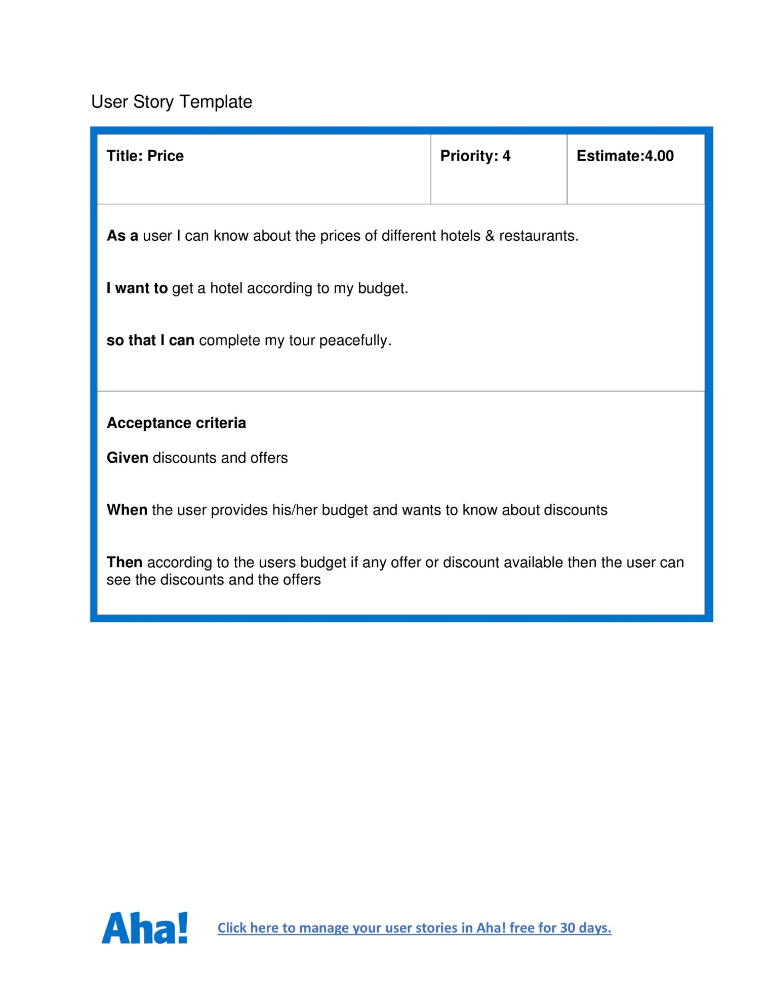 User Story Template
Title: Price
Priority: 4
Estimate:4.00
As a user I can know about the prices of different hotels & restaurants.
I want to get a hotel according to my budget.
so that I can complete my tour peacefully.
Acceptance criteria
Given discounts and offers
When the user provides his/her budget and wants to know about discounts
Then according to the users budget if any offer or discount available then the user can
see the discounts and the offers
Aha!
Click here to manage your user stories in Aha! free for 30 days.